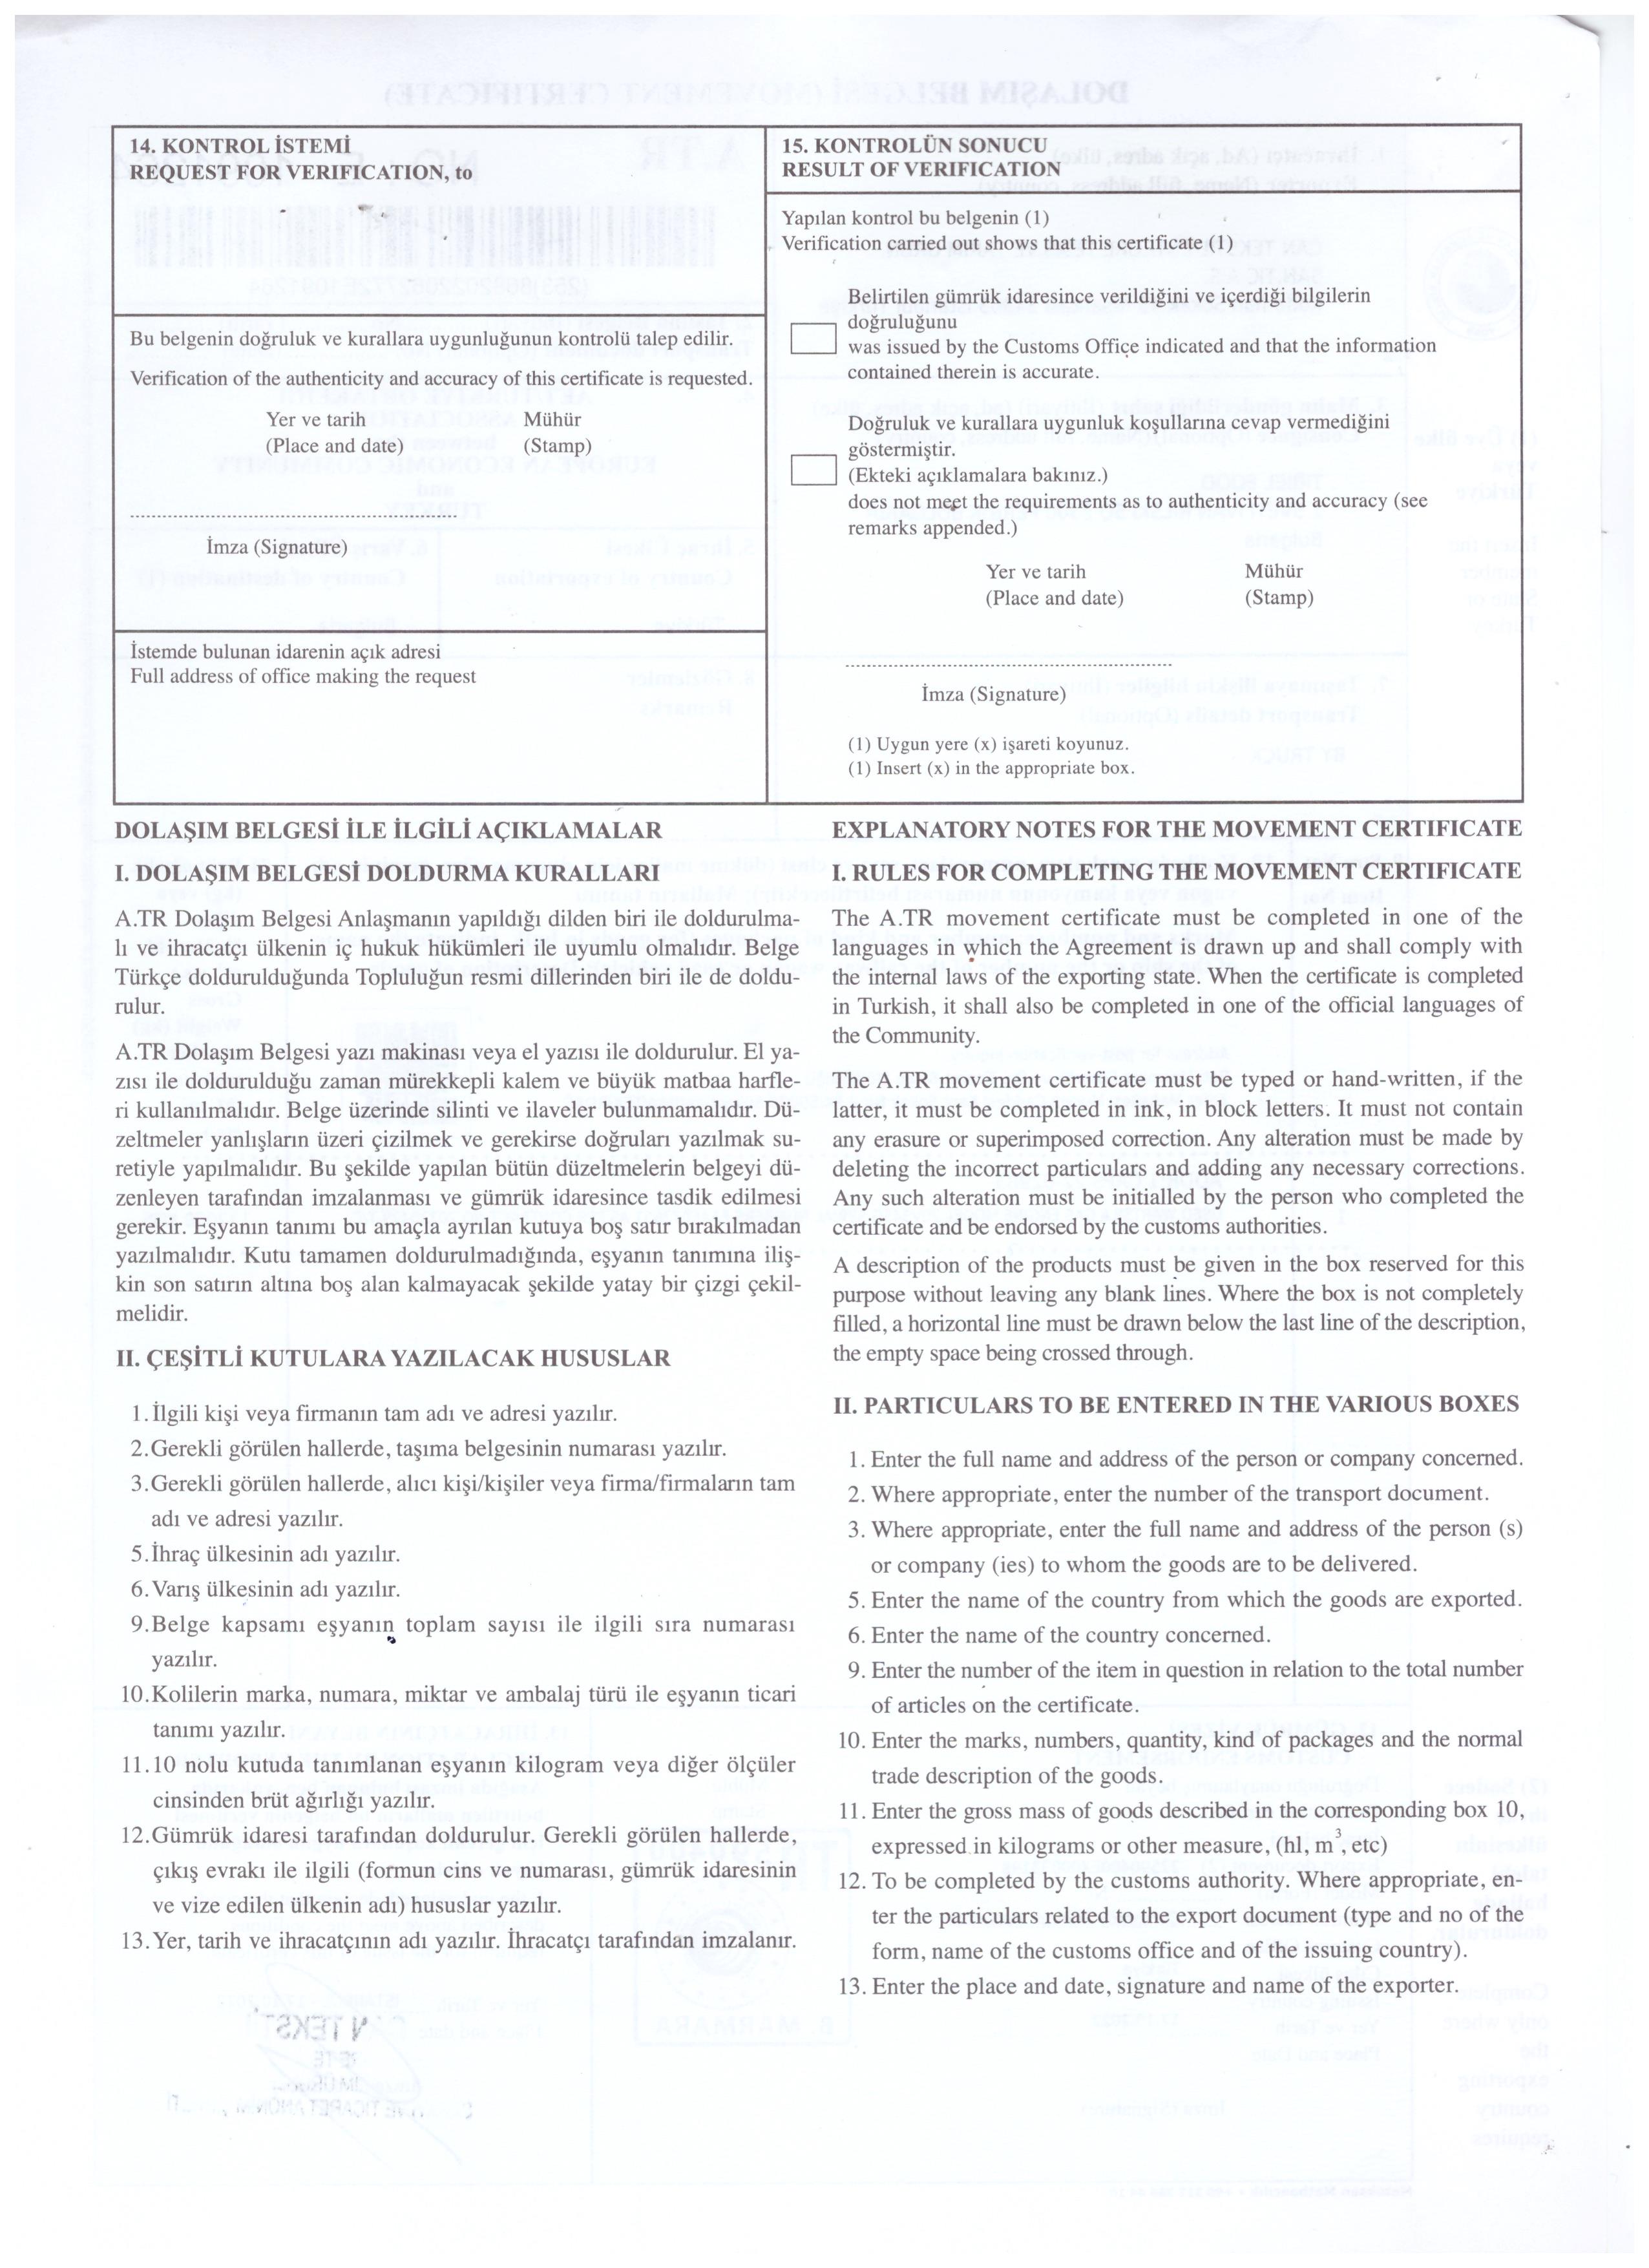 14. KONTROL İSTEMİ
REQUEST FOR VERIFICATION, to
Bu belgenin doğruluk ve kurallara uygunluğunun kontrolü talep edilir.
Verification of the authenticity and accuracy of this certificate is requested.
Yer ve tarih Mühür
(Place and date) (Stamp)
İmza (Signature)
İstemde bulunan idarenin açık adresi
Full address of office making the request
15. KONTROLÜN SONUCU
RESULT OF VERIFICATION
Yapılan kontrol bu belgenin (1)
Verification carried out shows that this certificate (1)
Belirtilen gümrük idaresince verildiğini ve içerdiği bilgilerin
doğruluğunu
was issued by the Customs Office indicated and that the information
contained therein is accurate.
Doğruluk ve kurallara uygunluk koşullarına cevap vermediğini
göstermiştir.
(Ekteki açıklamalara bakınız.)
does not meet the requirements as to authenticity and accuracy (see
remarks appended.)
Yer ve tarih Mühür
(Place and date) (Stamp)
İmza (Signature)
(1) Uygun yere (x) işareti koyunuz.
(1) Insert (x) in the appropriate box.
DOLAŞIM BELGESİ İLE İLGİLİ AÇIKLAMALAR
I. DOLAŞIM BELGESİ DOLDURMA KURALLARI
A.TR Dolaşım Belgesi Anlaşmanın yapıldığı dilden biri ile doldurulma-
lı ve ihracatçı ülkenin iç hukuk hükümleri ile uyumlu olmalıdır. Belge
Türkçe doldurulduğunda Topluluğun resmi dillerinden biri ile de doldu-
rulur.
A.TR Dolaşım Belgesi yazı makinası veya el yazısı ile doldurulur. El ya-
zısı ile doldurulduğu zaman mürekkepli kalem ve büyük matbaa harfle-
ri kullanılmalıdır. Belge üzerinde silinti ve ilaveler bulunmamalıdır. Dü-
zeltmeler yanlışların üzeri çizilmek ve gerekirse doğruları yazılmak su-
retiyle yapılmalıdır. Bu şekilde yapılan bütün düzeltmelerin belgeyi dü-
zenleyen tarafından imzalanması ve gümrük idaresince tasdik edilmesi
gerekir. Eşyanın tanımı bu amaçla ayrılan kutuya boş satır bırakılmadan
yazılmalıdır. Kutu tamamen doldurulmadığında, eşyanın tanımına iliş-
kin son satırın altına boş alan kalmayacak şekilde yatay bir çizgi çekil-
melidir.
II. ÇEŞİTLİ KUTULARA YAZILACAK HUSUSLAR
1.İlgili kişi veya firmanın tam adı ve adresi yazılır.
2.Gerekli görülen hallerde, taşıma belgesinin numarası yazılır.
3.Gerekli görülen hallerde, alıcı kişi/kişiler veya firma/firmaların tam
adı ve adresi yazılır.
5.İhraç ülkesinin adı yazılır.
6.Varış ülkesinin adı yazılır.
9.Belge kapsamı eşyanın toplam sayısı ile ilgili sıra numarası
yazılır.
10.Kolilerin marka, numara, miktar ve ambalaj türü ile eşyanın ticari
tanımı yazılır.
11.10 nolu kutuda tanımlanan eşyanın kilogram veya diğer ölçüler
cinsinden brüt ağırlığı yazılır.
12.Gümrük idaresi tarafından doldurulur. Gerekli görülen hallerde,
çıkış evrakı ile ilgili (formun cins ve numarası, gümrük idaresinin
ve vize edilen ülkenin adı) hususlar yazılır.
13.Yer, tarih ve ihracatçının adı yazılır. İhracatçı tarafından imzalanır.
EXPLANATORY NOTES FOR THE MOVEMENT CERTIFICATE
I. RULES FOR COMPLETING THE MOVEMENT CERTIFICATE
The A.TR movement certificate must be completed in one of the
languages in which the Agreement is drawn up and shall comply with
the internal laws of the exporting state. When the certificate is completed
in Turkish, it shall also be completed in one of the official languages of
the Community.
The A.TR movement certificate must be typed or hand-written, if the
latter, it must be completed in ink, in block letters. It must not contain
any erasure or superimposed correction. Any alteration must be made by
deleting the incorrect particulars and adding any necessary corrections.
Any such alteration must be initialled by the person who completed the
certificate and be endorsed by the customs authorities.
A description of the products must be given in the box reserved for this
purpose without leaving any blank lines. Where the box is not completely
filled, a horizontal line must be drawn below the last line of the description,
the empty space being crossed through.
II. PARTICULARS TO BE ENTERED IN THE VARIOUS BOXES
1. Enter the full name and address of the person or company concerned.
2. Where appropriate, enter the number of the transport document.
3. Where appropriate, enter the full name and address of the person (s)
or company (ies) to whom the goods are to be delivered.
5. Enter the name of the country from which the goods are exported.
6. Enter the name of the country concerned.
9. Enter the number of the item in question in relation to the total number
of articles on the certificate.
10. Enter the marks, numbers, quantity, kind of packages and the normal
trade description of the goods.
11. Enter the gross mass of goods described in the corresponding box 10,
expressed in kilograms or other measure, (hl, m³, etc)
12. To be completed by the customs authority. Where appropriate, en-
ter the particulars related to the export document (type and no of the
form, name of the customs office and of the issuing country).
13. Enter the place and date, signature and name of the exporter.